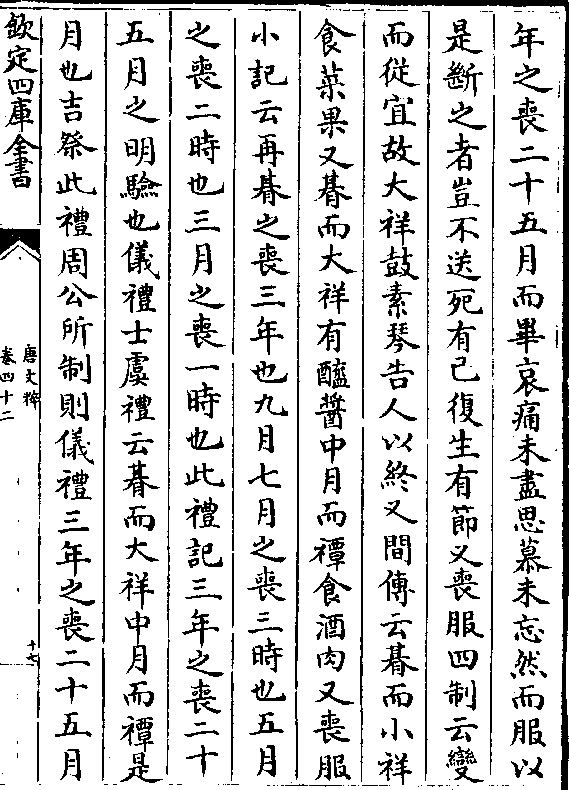 年之喪二十五月而畢哀痛未盡思慕未忘然而服以
是斷之者豈不送死有已復生有節又喪服四制云變
而從宜故大祥鼓素琴告人以終又間傳云朞而小祥
食菜果又朞而大祥有醯醬中月而禫食酒肉又喪服
小記云再朞之喪三年也九月七月之喪三時也五月
之喪二時也三月之喪一時也此禮記三年之喪二十
五月之明驗也儀禮士虞禮云朞而大祥中月而禫是
月也吉祭此禮周公所制則儀禮三年之喪二十五月
欽定四庫全書
唐文粹
卷四十二
十七